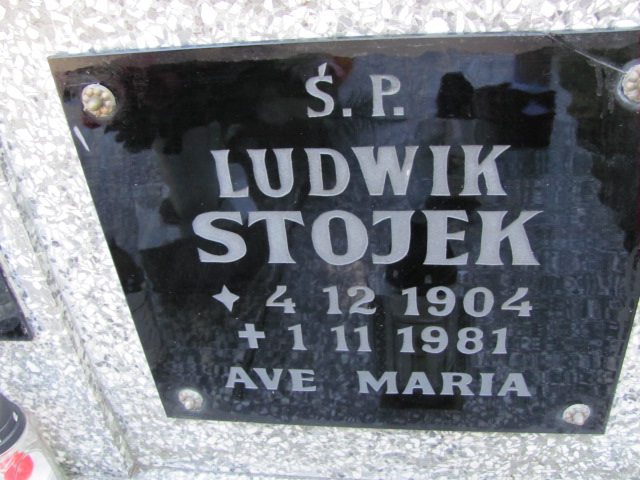 Ś. P.
LUDWIK
STOJEK
✦ 4 12 1904
+ 1 11 1981
AVE MARIA